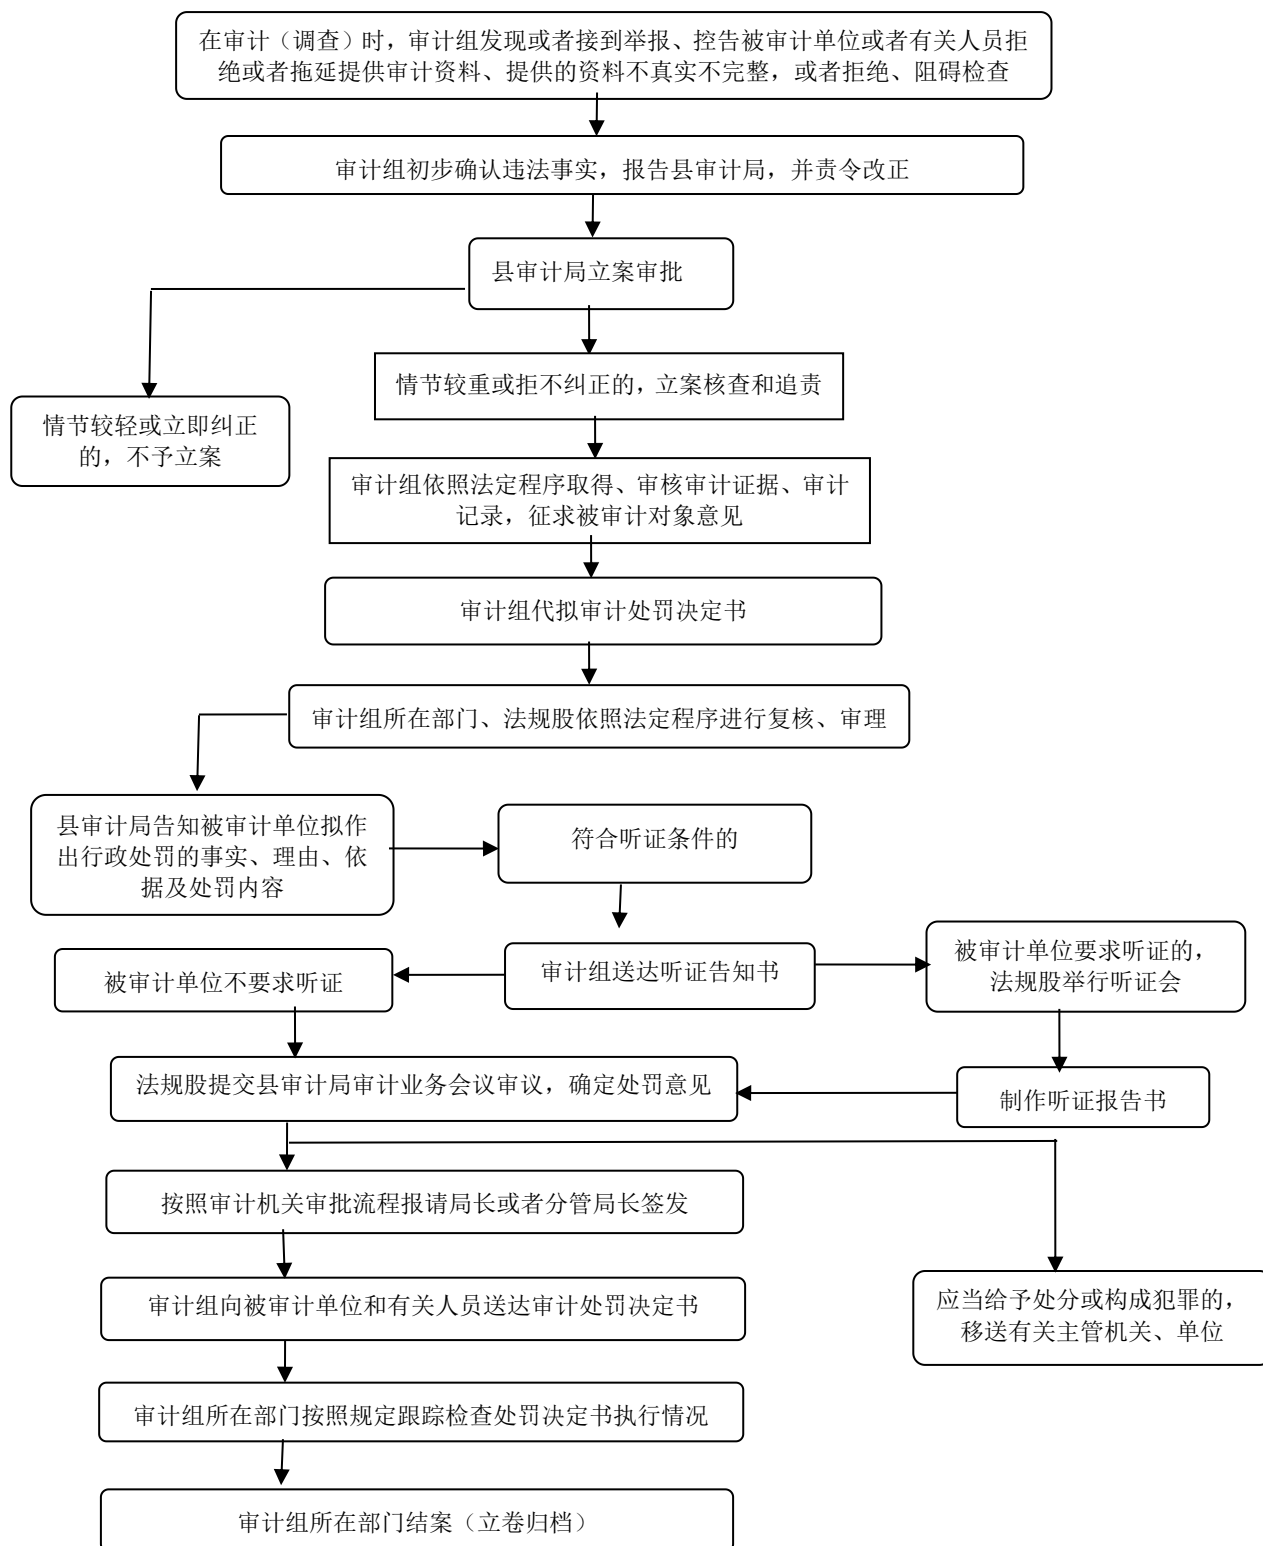 在审计（调查）时，审计组发现或者接到举报、控告被审计单位或者有关人员拒
绝或者拖延提供审计资料、提供的资料不真实不完整，或者拒绝、阻碍检查
审计组初步确认违法事实，报告县审计局，并责令改正
县审计局立案审批
情节较重或拒不纠正的，立案核查和追责
情节较轻或立即纠正
的，不予立案
审计组依照法定程序取得、审核审计证据、审计
记录，征求被审计对象意见
审计组代拟审计处罚决定书
审计组所在部门、法规股依照法定程序进行复核、审理
县审计局告知被审计单位拟作
出行政处罚的事实、理由、依
据及处罚内容
符合听证条件的
被审计单位不要求听证
审计组送达听证告知书
被审计单位要求听证的，
法规股举行听证会
法规股提交县审计局审计业务会议审议，确定处罚意见
制作听证报告书
按照审计机关审批流程报请局长或者分管局长签发
审计组向被审计单位和有关人员送达审计处罚决定书
应当给予处分或构成犯罪的，
移送有关主管机关、单位
审计组所在部门按照规定跟踪检查处罚决定书执行情况
审计组所在部门结案（立卷归档）